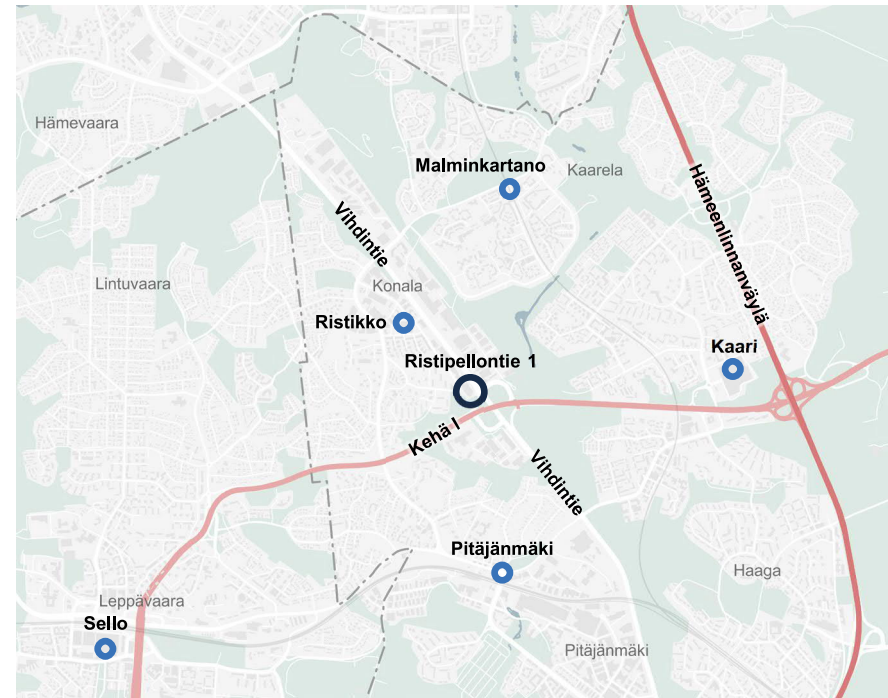 Hämevaara
Malminkartano
Kaarela
Hämeenlinnanväylä
Vihdintie
Lintuvaara
Konala
Ristikko
Kaari
Ristipellontie 1
Kehä I
Vihdintie
Pitäjänmäki
Haaga
Leppävaara
Sello
Pitäjänmäki